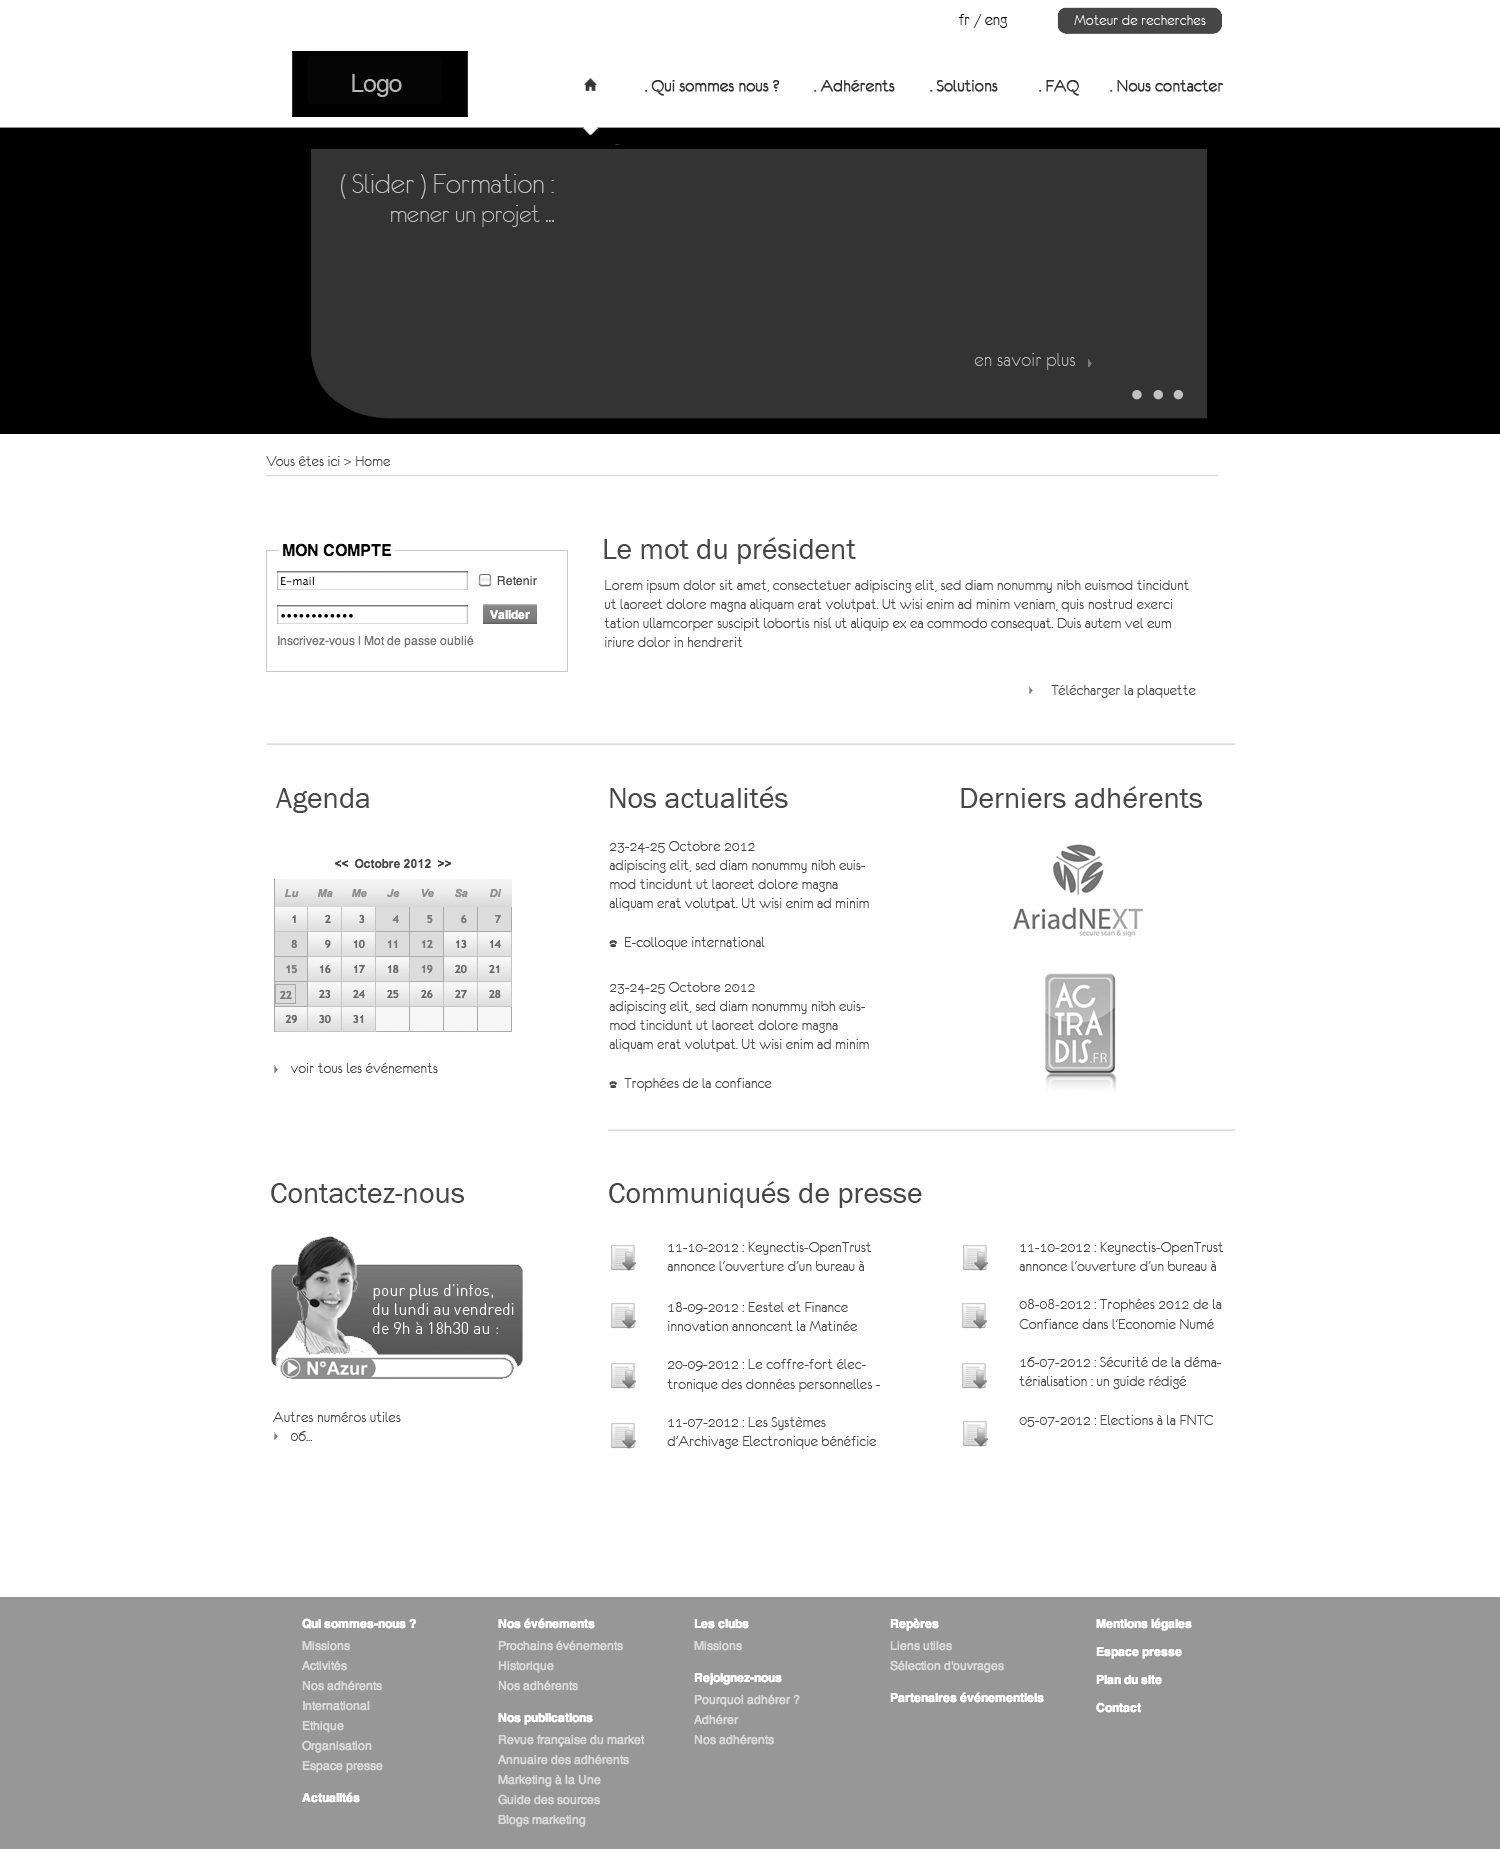 fr / eng
Moteur de recherches
Logo
. Qui sommes nous ?
. Adhérents
. Solutions
. FAQ
. Nous contacter
( Slider ) Formation :
mener un projet ...
en savoir plus
Vous êtes ici > Home
MON COMPTE
E-mail
Retenir
••••••••••••
Valider
Inscrivez-vous I Mot de passe oublié
Le mot du président
Lorem ipsum dolor sit amet, consectetuer adipiscing elit, sed diam nonummy nibh euismod tincidunt
ut laoreet dolore magna aliquam erat volutpat. Ut wisi enim ad minim veniam, quis nostrud exerci
tation ullamcorper suscipit lobortis nisl ut aliquip ex ea commodo consequat. Duis autem vel eum
iriure dolor in hendrerit
Télécharger la plaquette
Agenda
<< Octobre 2012 >>
Lu Ma Me Je Ve Sa Di
1 2 3 4 5 6 7
8 9 10 11 12 13 14
15 16 17 18 19 20 21
22 23 24 25 26 27 28
29 30 31
voir tous les événements
Nos actualités
23-24-25 Octobre 2012
adipiscing elit, sed diam nonummy nibh euis-
mod tincidunt ut laoreet dolore magna
aliquam erat volutpat. Ut wisi enim ad minim
E-colloque international
23-24-25 Octobre 2012
adipiscing elit, sed diam nonummy nibh euis-
mod tincidunt ut laoreet dolore magna
aliquam erat volutpat. Ut wisi enim ad minim
Trophées de la confiance
Derniers adhérents
AriadNEXT
secure scan & sign
AC
TRA
DIS.FR
Contactez-nous
pour plus d'infos,
du lundi au vendredi
de 9h à 18h30 au :
N°Azur
Autres numéros utiles
06...
Communiqués de presse
11-10-2012 : Keynectis-OpenTrust
annonce l'ouverture d'un bureau à
18-09-2012 : Eestel et Finance
innovation annoncent la Matinée
20-09-2012 : Le coffre-fort élec-
tronique des données personnelles -
11-07-2012 : Les Systèmes
d'Archivage Electronique bénéficie
11-10-2012 : Keynectis-OpenTrust
annonce l'ouverture d'un bureau à
08-08-2012 : Trophées 2012 de la
Confiance dans l'Economie Numé
16-07-2012 : Sécurité de la déma-
térialisation : un guide rédigé
05-07-2012 : Elections à la FNTC
Qui sommes-nous ?
Missions
Activités
Nos adhérents
International
Ethique
Organisation
Espace presse
Actualités
Nos événements
Prochains événements
Historique
Nos adhérents
Nos publications
Revue française du market
Annuaire des adhérents
Marketing à la Une
Guide des sources
Blogs marketing
Les clubs
Missions
Rejoignez-nous
Pourquoi adhérer ?
Adhérer
Nos adhérents
Repères
Liens utiles
Sélection d'ouvrages
Partenaires événementiels
Mentions légales
Espace presse
Plan du site
Contact